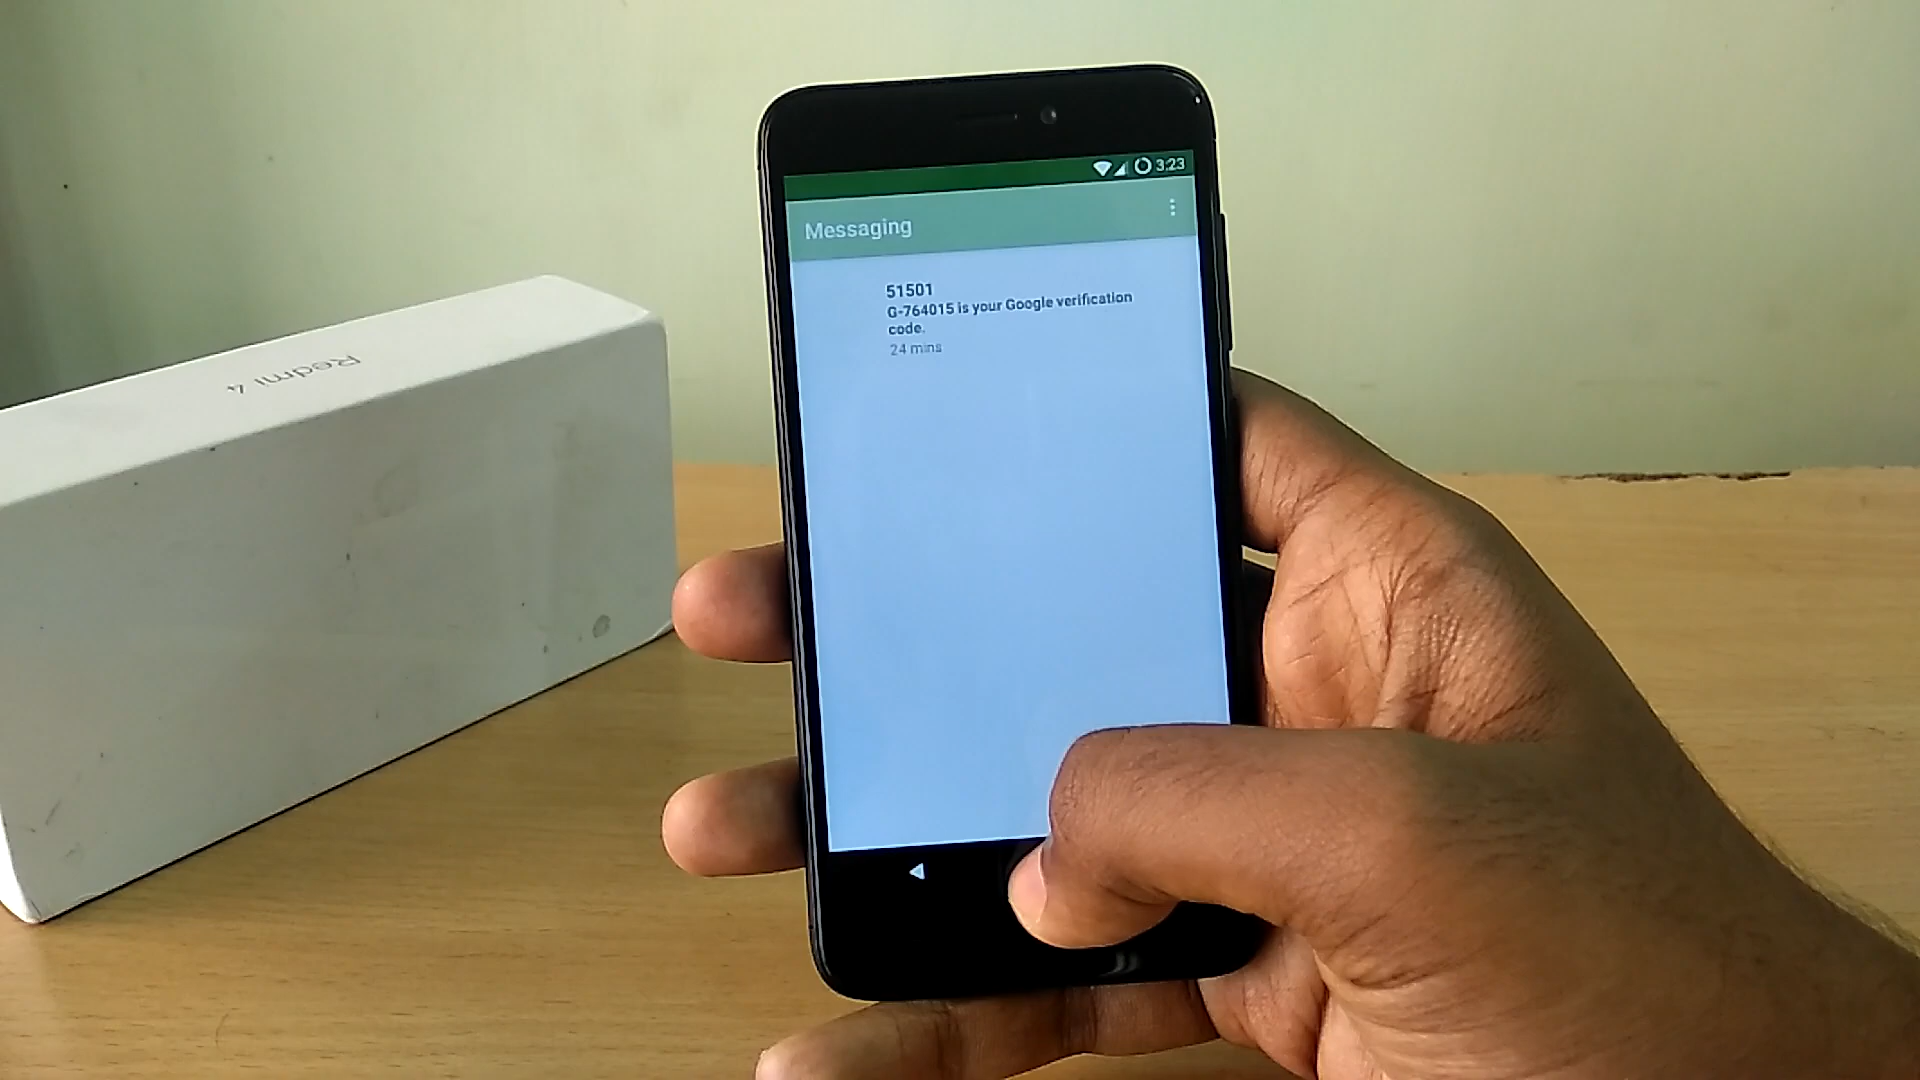 3:23
Messaging
51501
G-764015 is your Google verification
code.
24 mins
Redmi 4